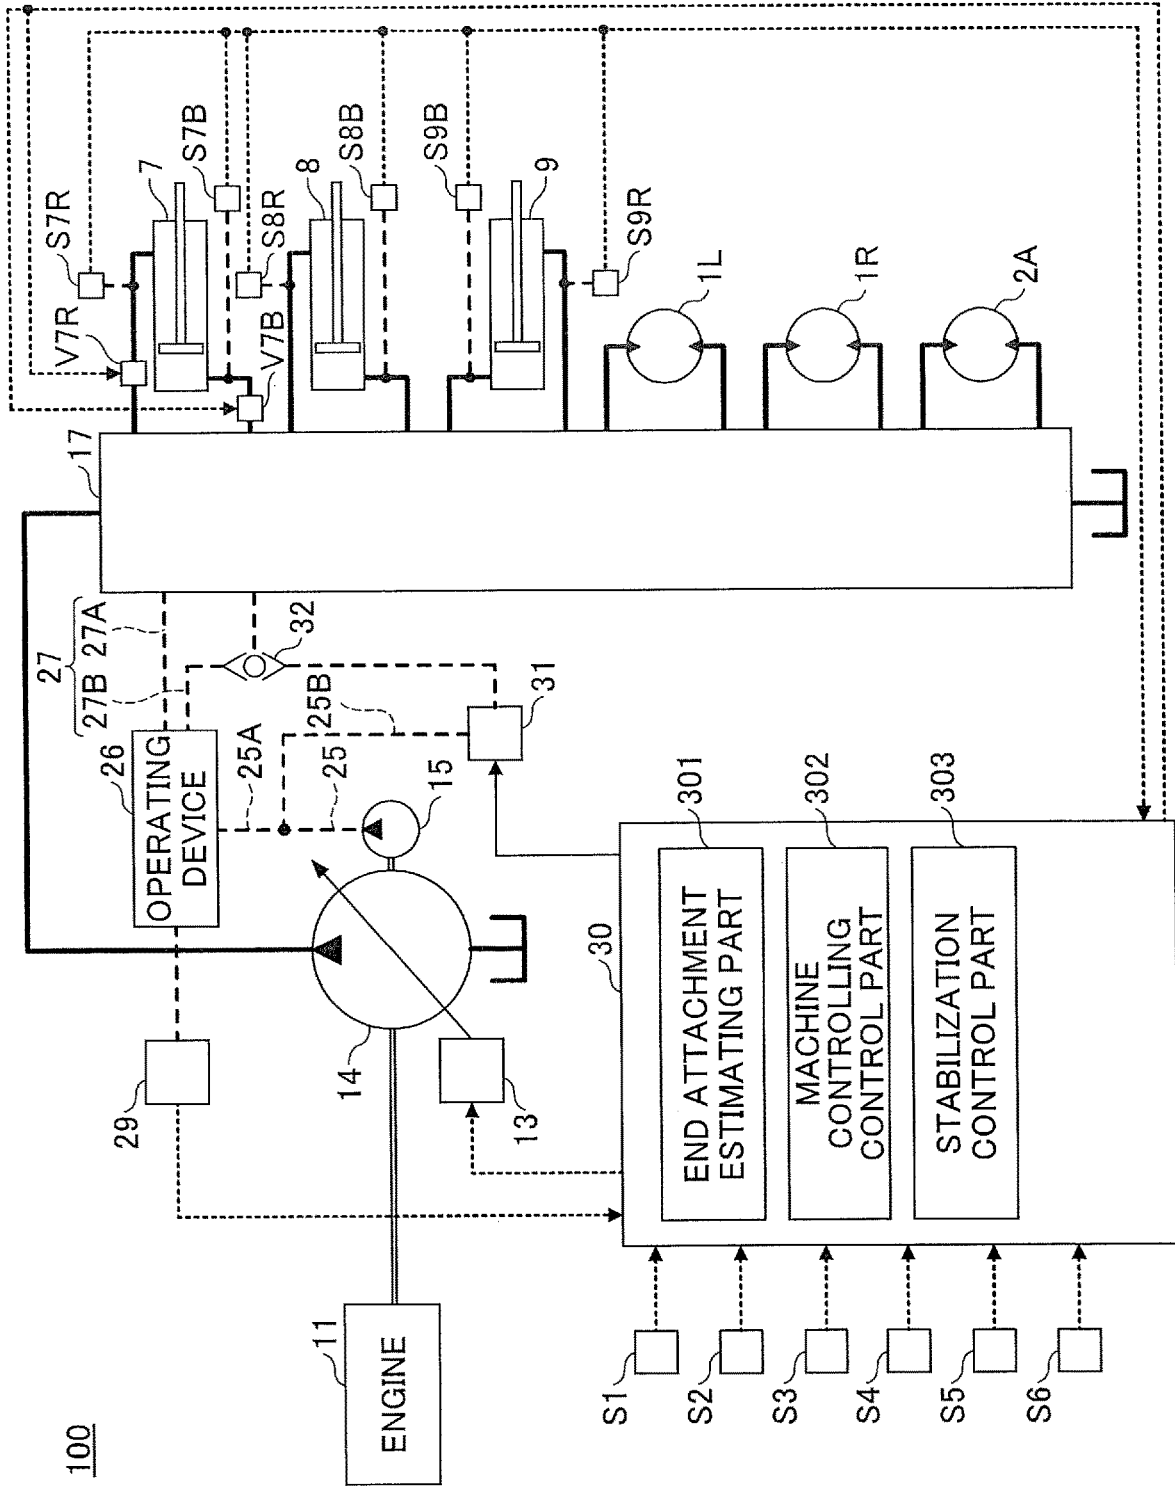 100
11
ENGINE
29
26
OPERATING
DEVICE
27
27B
27A
17
25A
25
25B
32
31
15
14
13
30
END ATTACHMENT
ESTIMATING PART
301
MACHINE
CONTROLLING
CONTROL PART
302
STABILIZATION
CONTROL PART
303
S1
S2
S3
S4
S5
S6
V7R
S7R
7
S7B
V7B
S8R
8
S8B
S9B
9
S9R
1L
1R
2A